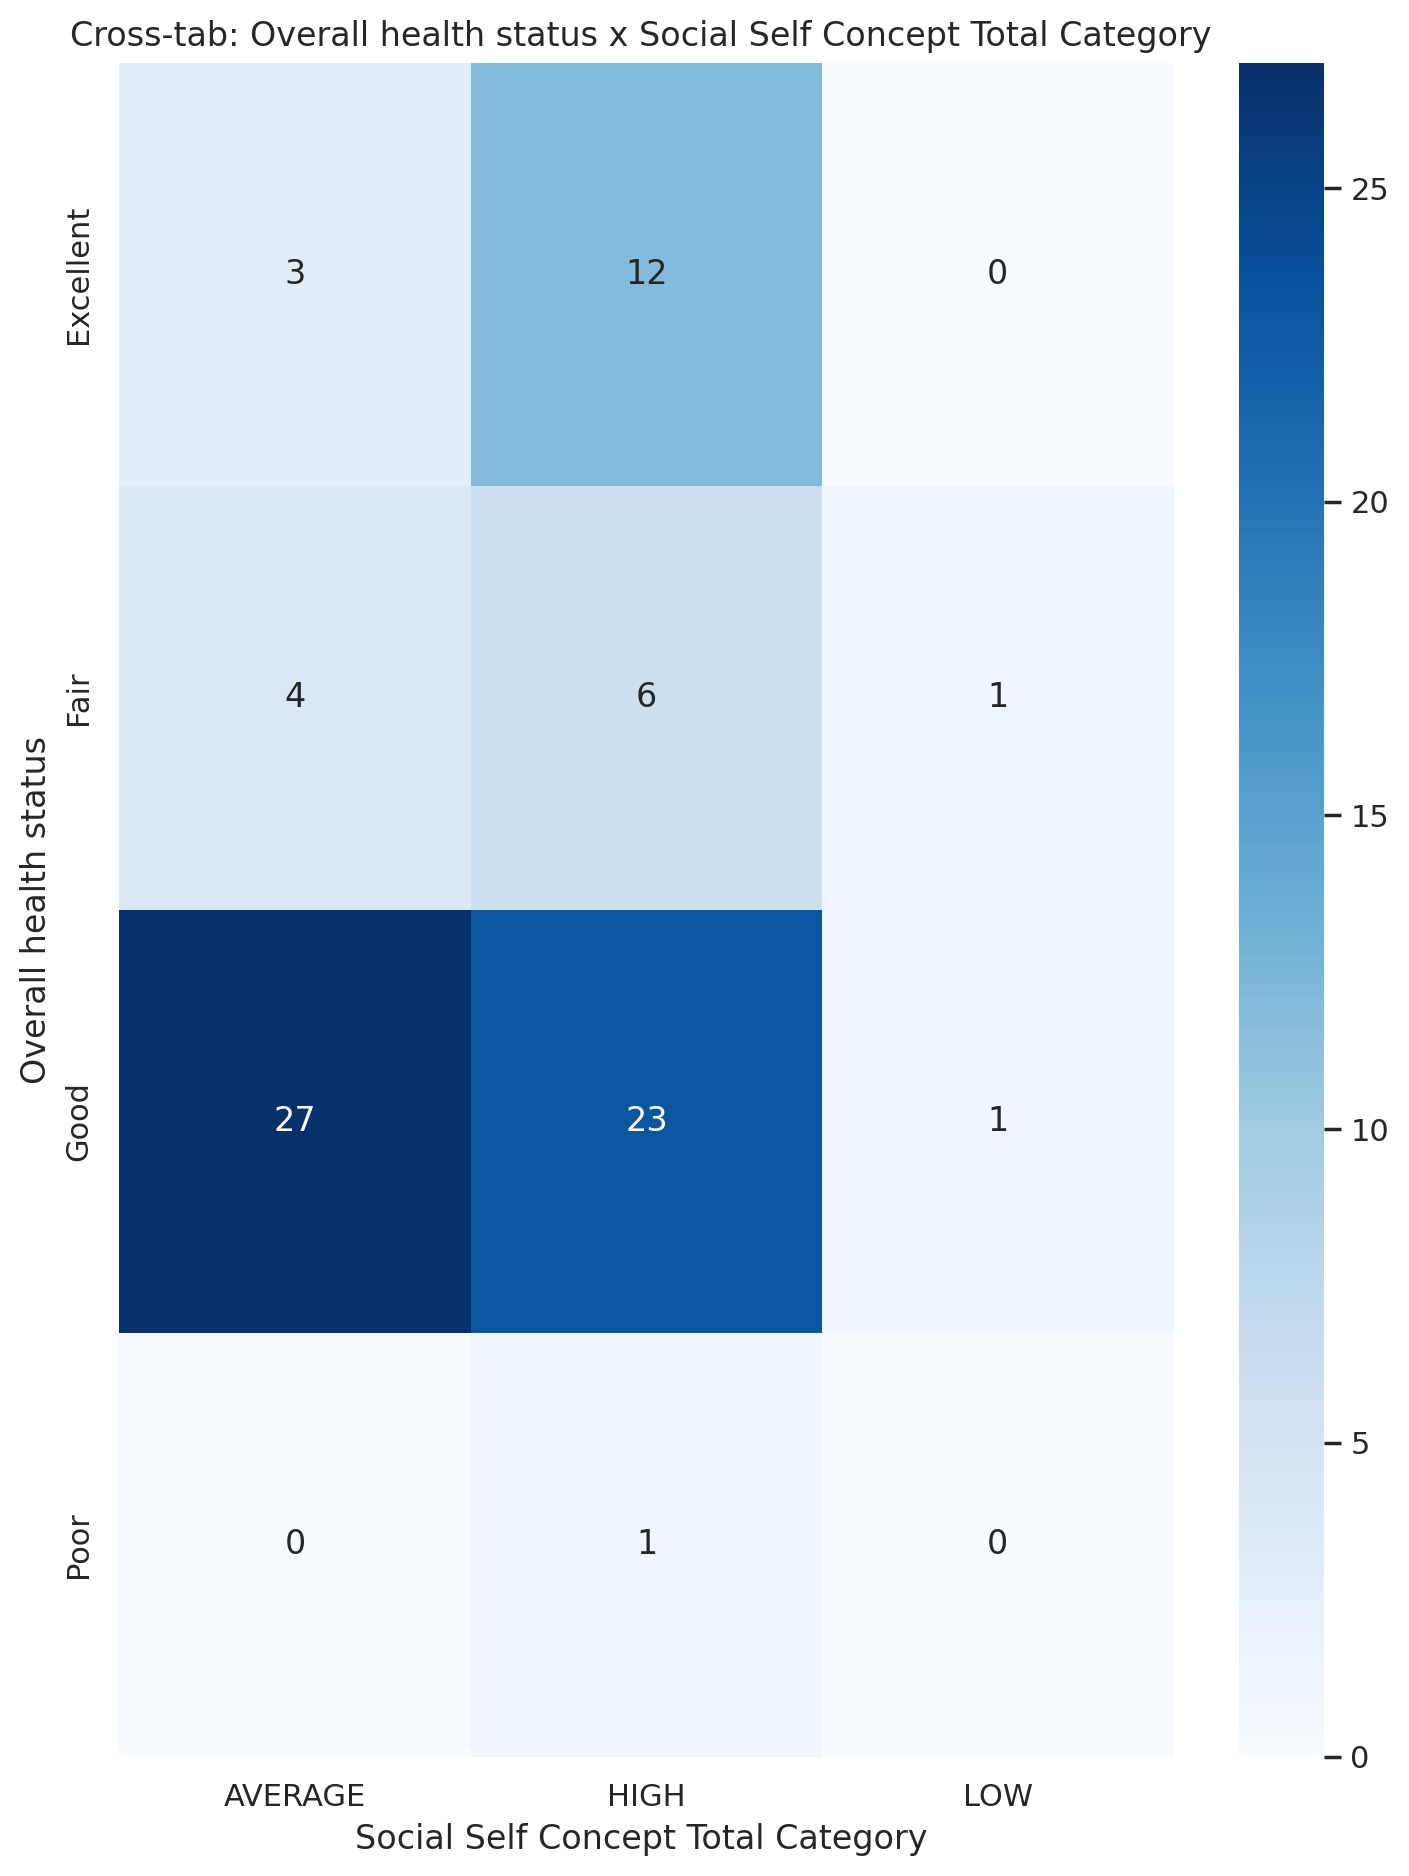 Cross-tab: Overall health status x Social Self Concept Total Category
Overall health status
Excellent
3 12 0
Fair
4 6 1
Good
27 23 1
Poor
0 1 0
AVERAGE HIGH LOW
Social Self Concept Total Category
25
20
15
10
5
0